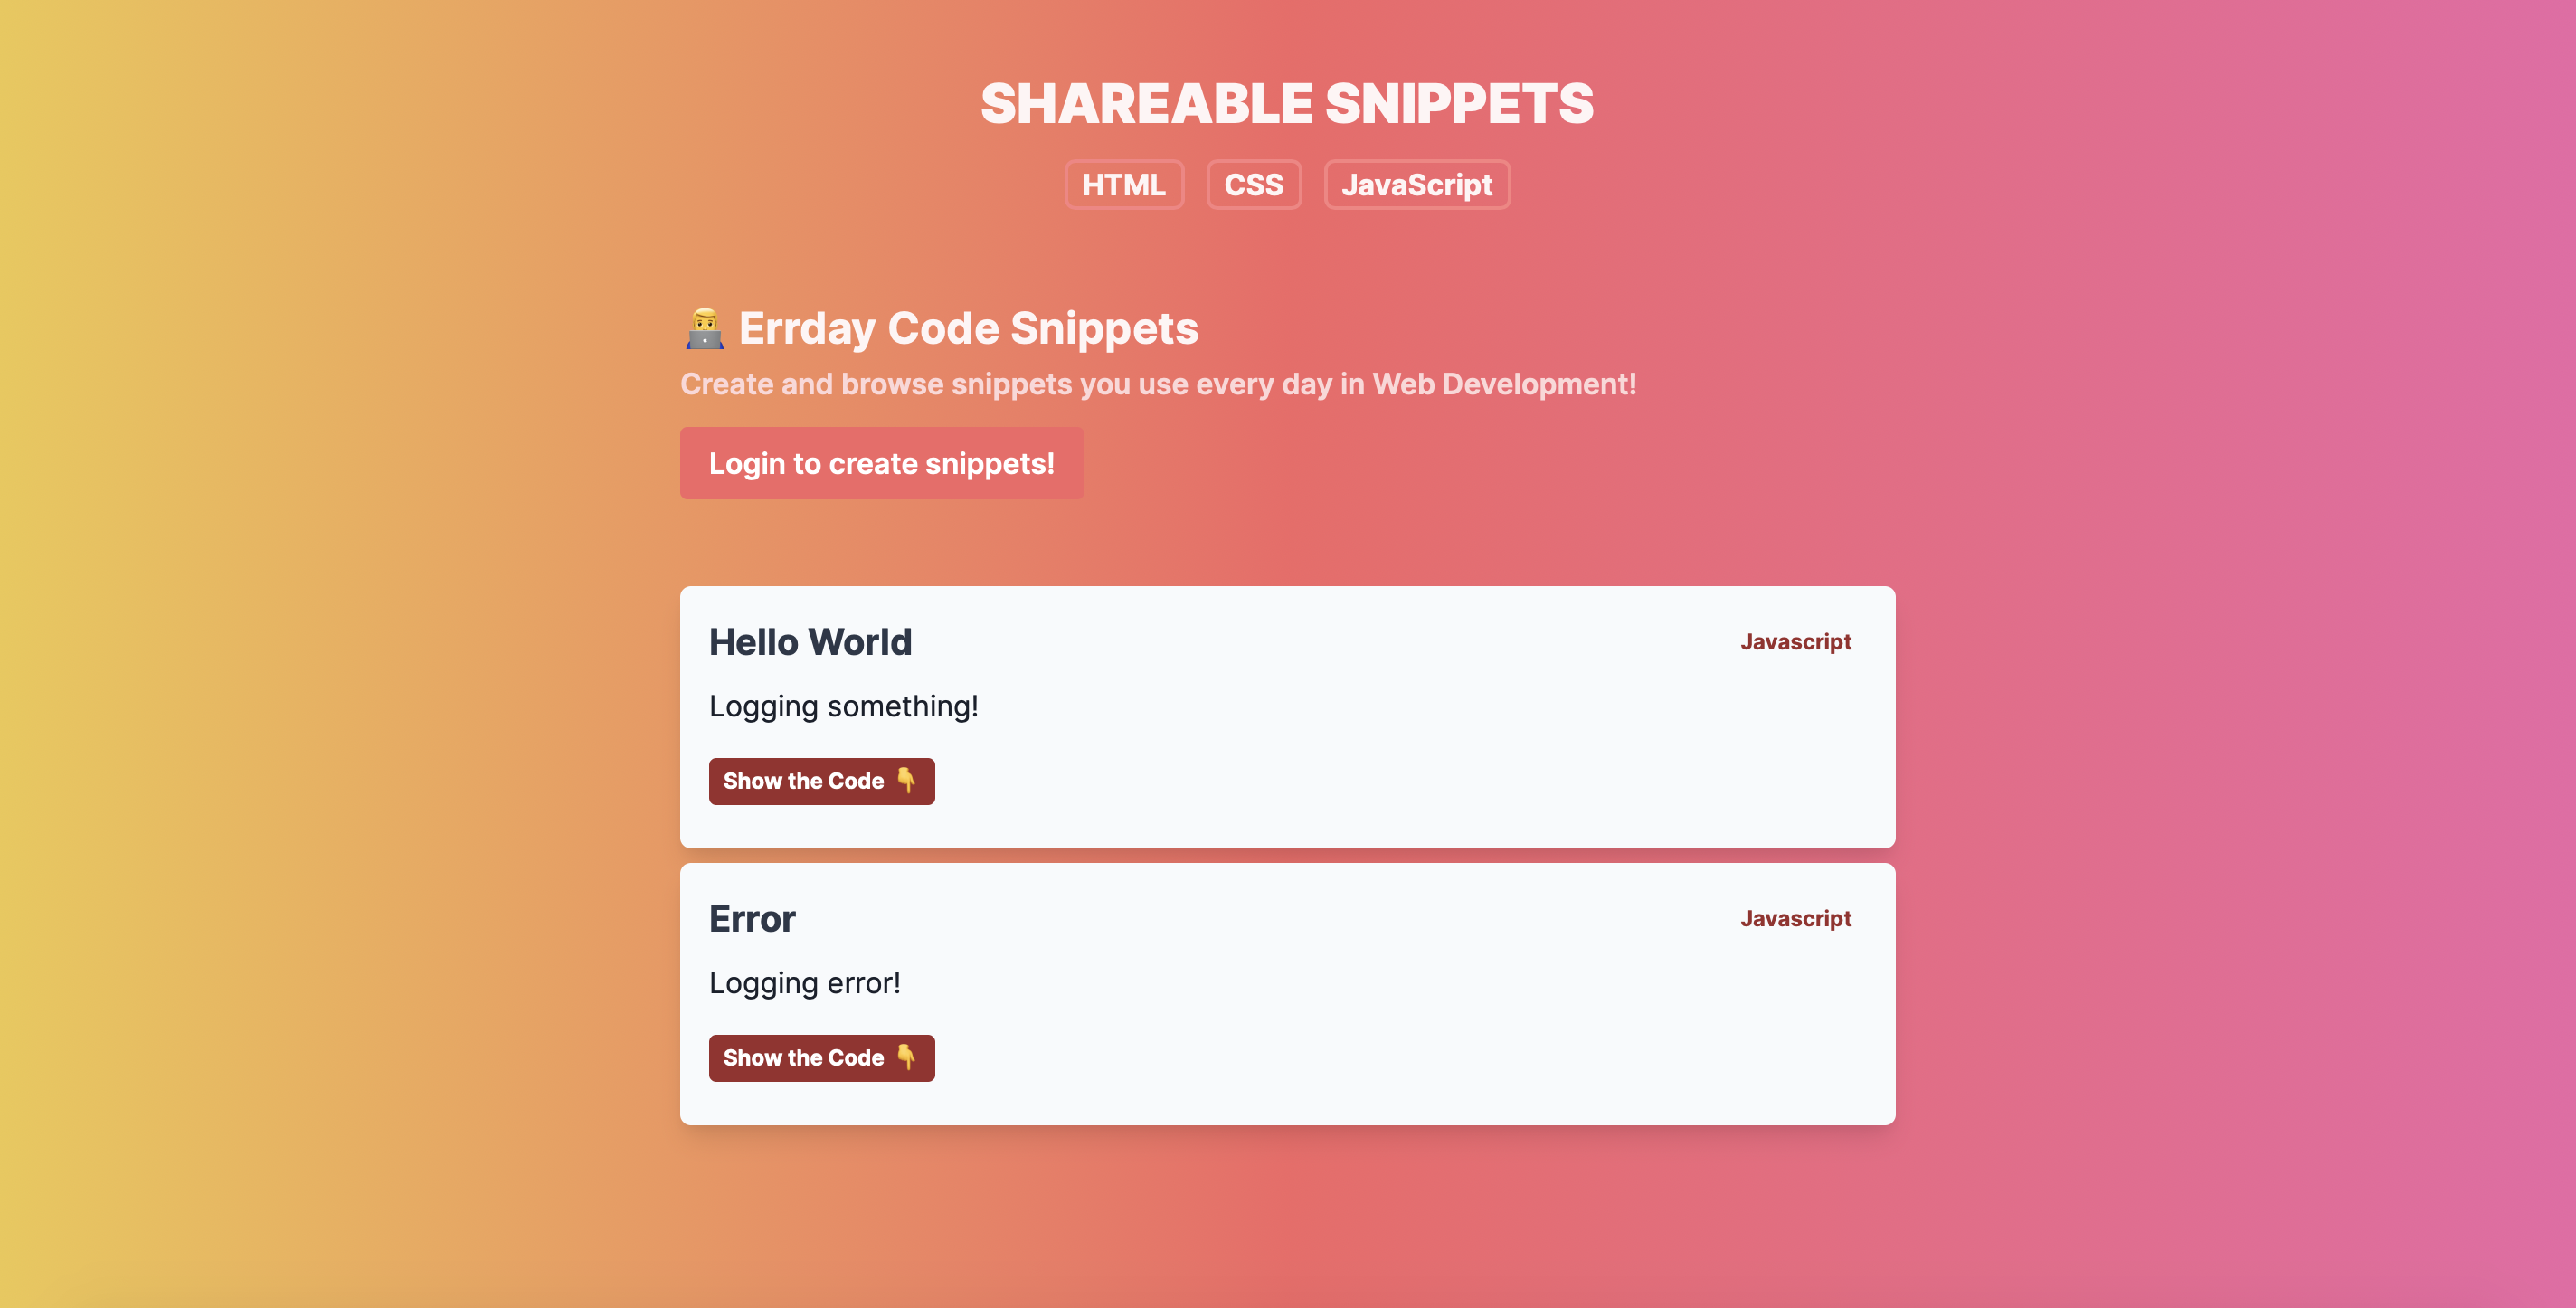 SHAREABLE SNIPPETS
HTML CSS JavaScript
👨‍💻 Errday Code Snippets
Create and browse snippets you use every day in Web Development!
Login to create snippets!
Hello World Javascript
Logging something!
Show the Code 👇
Error Javascript
Logging error!
Show the Code 👇